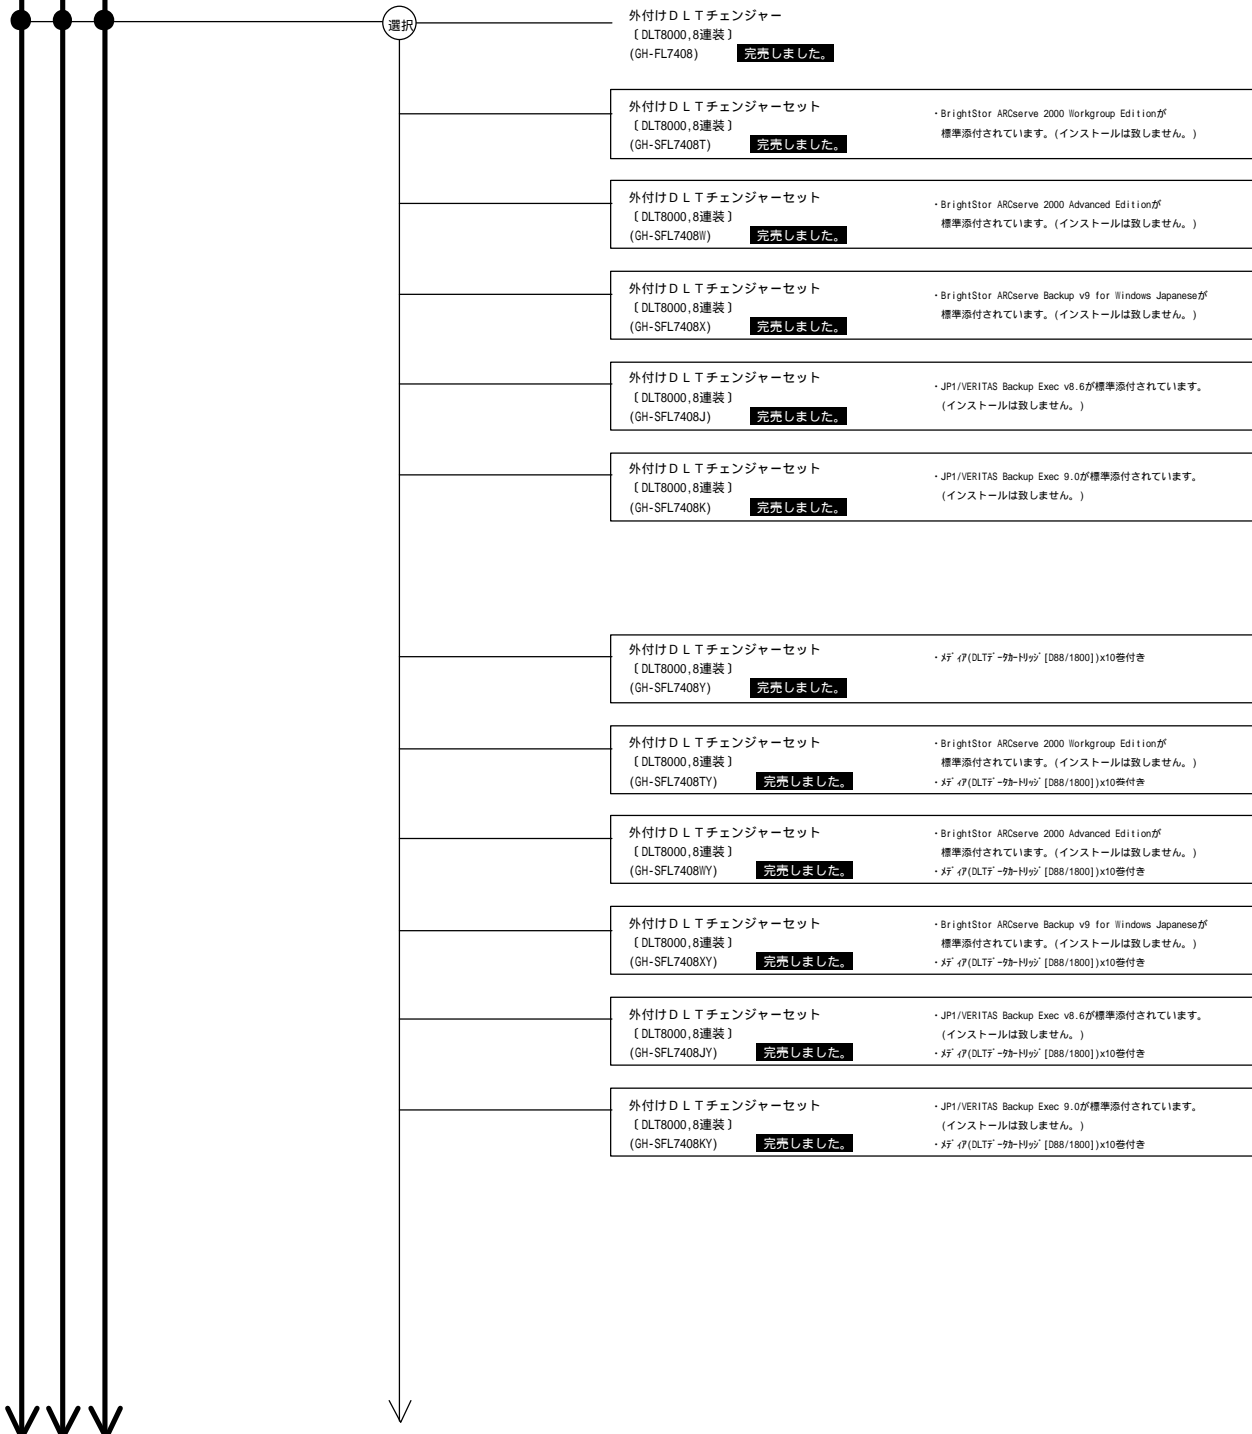 選択
外付けＤＬＴチェンジャー
〔DLT8000,8連装〕
(GH-FL7408) 完売しました。
外付けＤＬＴチェンジャーセット ・BrightStor ARCserve 2000 Workgroup Editionが
〔DLT8000,8連装〕 標準添付されています。(インストールは致しません。)
(GH-SFL7408T) 完売しました。
外付けＤＬＴチェンジャーセット ・BrightStor ARCserve 2000 Advanced Editionが
〔DLT8000,8連装〕 標準添付されています。(インストールは致しません。)
(GH-SFL7408W) 完売しました。
外付けＤＬＴチェンジャーセット ・BrightStor ARCserve Backup v9 for Windows Japaneseが
〔DLT8000,8連装〕 標準添付されています。(インストールは致しません。)
(GH-SFL7408X) 完売しました。
外付けＤＬＴチェンジャーセット ・JP1/VERITAS Backup Exec v8.6が標準添付されています。
〔DLT8000,8連装〕 (インストールは致しません。)
(GH-SFL7408J) 完売しました。
外付けＤＬＴチェンジャーセット ・JP1/VERITAS Backup Exec 9.0が標準添付されています。
〔DLT8000,8連装〕 (インストールは致しません。)
(GH-SFL7408K) 完売しました。
外付けＤＬＴチェンジャーセット ・ﾒﾃﾞｨｱ(DLTﾃﾞｰﾀｶｰﾄﾘｯｼﾞ[D88/1800])x10巻付き
〔DLT8000,8連装〕
(GH-SFL7408Y) 完売しました。
外付けＤＬＴチェンジャーセット ・BrightStor ARCserve 2000 Workgroup Editionが
〔DLT8000,8連装〕 標準添付されています。(インストールは致しません。)
(GH-SFL7408TY) 完売しました。 ・ﾒﾃﾞｨｱ(DLTﾃﾞｰﾀｶｰﾄﾘｯｼﾞ[D88/1800])x10巻付き
外付けＤＬＴチェンジャーセット ・BrightStor ARCserve 2000 Advanced Editionが
〔DLT8000,8連装〕 標準添付されています。(インストールは致しません。)
(GH-SFL7408WY) 完売しました。 ・ﾒﾃﾞｨｱ(DLTﾃﾞｰﾀｶｰﾄﾘｯｼﾞ[D88/1800])x10巻付き
外付けＤＬＴチェンジャーセット ・BrightStor ARCserve Backup v9 for Windows Japaneseが
〔DLT8000,8連装〕 標準添付されています。(インストールは致しません。)
(GH-SFL7408XY) 完売しました。 ・ﾒﾃﾞｨｱ(DLTﾃﾞｰﾀｶｰﾄﾘｯｼﾞ[D88/1800])x10巻付き
外付けＤＬＴチェンジャーセット ・JP1/VERITAS Backup Exec v8.6が標準添付されています。
〔DLT8000,8連装〕 (インストールは致しません。)
(GH-SFL7408JY) 完売しました。 ・ﾒﾃﾞｨｱ(DLTﾃﾞｰﾀｶｰﾄﾘｯｼﾞ[D88/1800])x10巻付き
外付けＤＬＴチェンジャーセット ・JP1/VERITAS Backup Exec 9.0が標準添付されています。
〔DLT8000,8連装〕 (インストールは致しません。)
(GH-SFL7408KY) 完売しました。 ・ﾒﾃﾞｨｱ(DLTﾃﾞｰﾀｶｰﾄﾘｯｼﾞ[D88/1800])x10巻付き